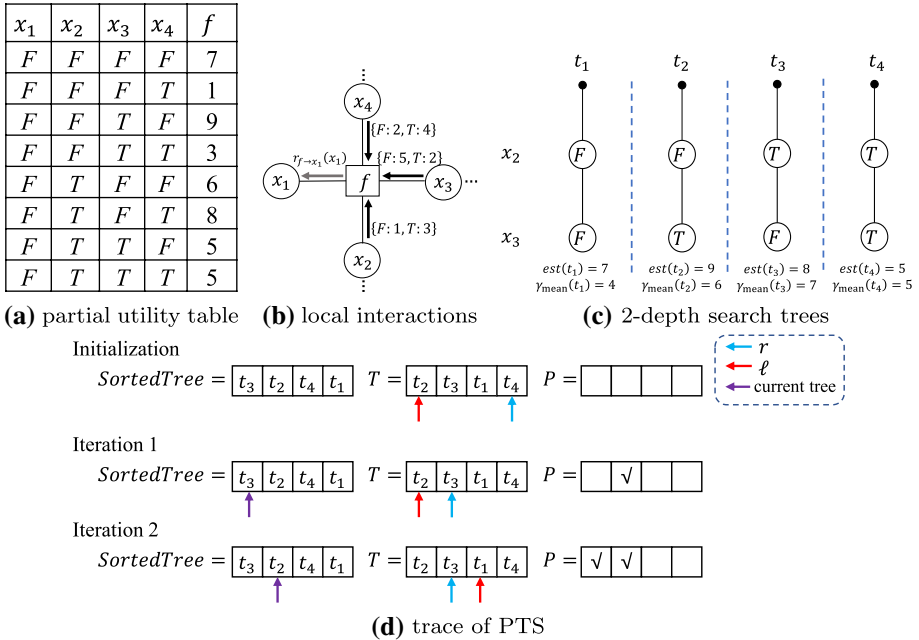 x₁ x₂ x₃ x₄ f
F F F F 7
F F F T 1
F F T F 9
F F T T 3
F T F F 6
F T F T 8
F T T F 5
F T T T 5
(a) partial utility table
⋮
x₄
{F: 2, T: 4}
r_{f→x₁}(x₁)
{F: 5, T: 2}
x₁ f x₃ ⋯
{F: 1, T: 3}
x₂
⋮
(b) local interactions
t₁ t₂ t₃ t₄
x₂ F F T T
x₃ F T F T
est(t₁) = 7 est(t₂) = 9 est(t₃) = 8 est(t₄) = 5
γ_mean(t₁) = 4 γ_mean(t₂) = 6 γ_mean(t₃) = 7 γ_mean(t₄) = 5
(c) 2-depth search trees
Initialization
SortedTree = t₃ t₂ t₄ t₁ T = t₂ t₃ t₁ t₄ P =
r
ℓ
current tree
Iteration 1
SortedTree = t₃ t₂ t₄ t₁ T = t₂ t₃ t₁ t₄ P = √
Iteration 2
SortedTree = t₃ t₂ t₄ t₁ T = t₂ t₃ t₁ t₄ P = √ √
(d) trace of PTS